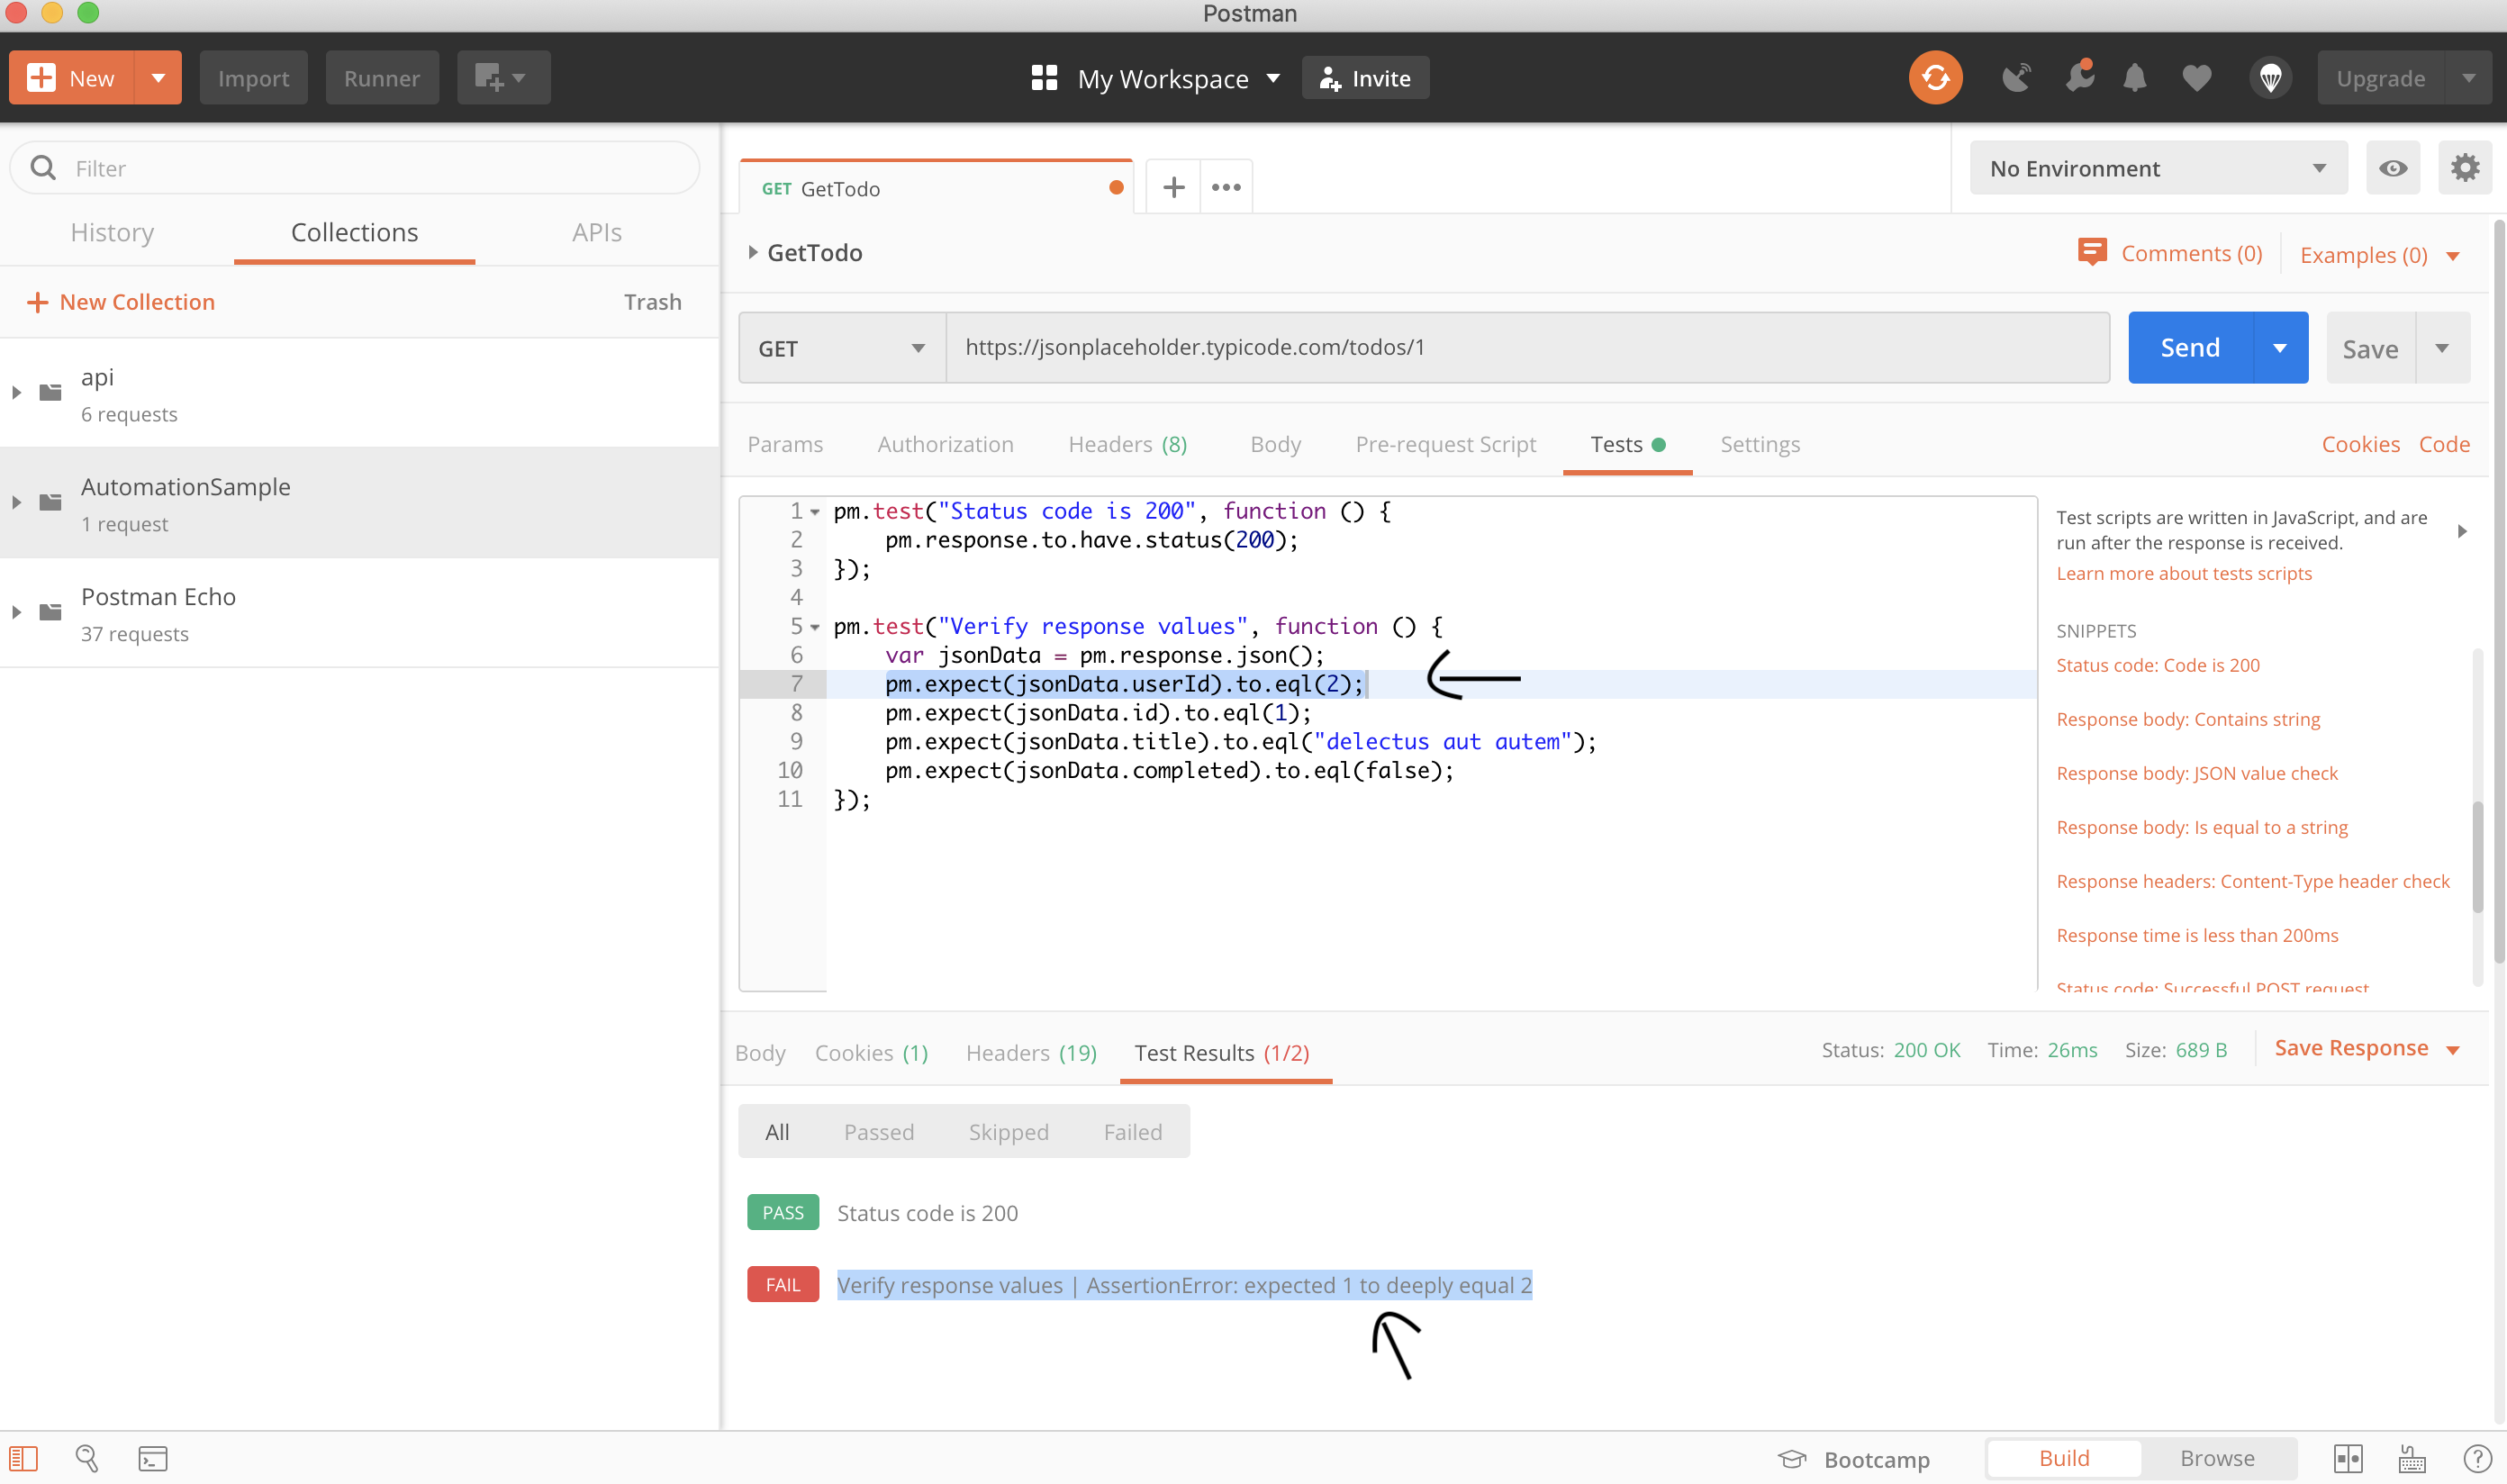 Postman
New
Import
Runner
My Workspace
Invite
Upgrade
Filter
History
Collections
APIs
New Collection
Trash
api
6 requests
AutomationSample
1 request
Postman Echo
37 requests
GET GetTodo
No Environment
GetTodo
Comments (0)
Examples (0)
GET
https://jsonplaceholder.typicode.com/todos/1
Send
Save
Params
Authorization
Headers (8)
Body
Pre-request Script
Tests
Settings
Cookies
Code
1 pm.test("Status code is 200", function () {
2 pm.response.to.have.status(200);
3 });
4
5 pm.test("Verify response values", function () {
6 var jsonData = pm.response.json();
7 pm.expect(jsonData.userId).to.eql(2);
8 pm.expect(jsonData.id).to.eql(1);
9 pm.expect(jsonData.title).to.eql("delectus aut autem");
10 pm.expect(jsonData.completed).to.eql(false);
11 });
Test scripts are written in JavaScript, and are
run after the response is received.
Learn more about tests scripts
SNIPPETS
Status code: Code is 200
Response body: Contains string
Response body: JSON value check
Response body: Is equal to a string
Response headers: Content-Type header check
Response time is less than 200ms
Status code: Successful POST request
Body
Cookies (1)
Headers (19)
Test Results (1/2)
Status: 200 OK
Time: 26ms
Size: 689 B
Save Response
All
Passed
Skipped
Failed
PASS
Status code is 200
FAIL
Verify response values | AssertionError: expected 1 to deeply equal 2
Bootcamp
Build
Browse